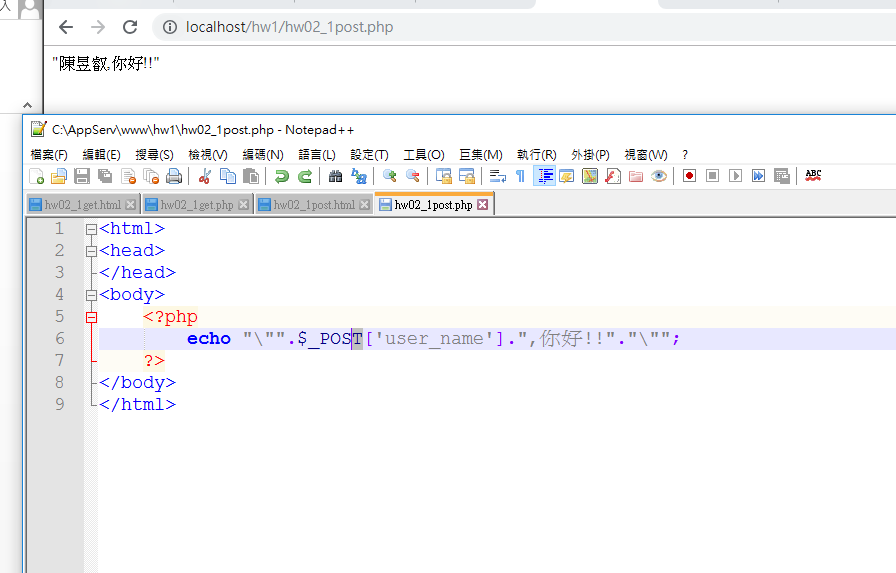 人
localhost/hw1/hw02_1post.php
"陳昱叡,你好!!"
C:\AppServ\www\hw1\hw02_1post.php - Notepad++
檔案(F) 編輯(E) 搜尋(S) 檢視(V) 編碼(N) 語言(L) 設定(T) 工具(O) 巨集(M) 執行(R) 外掛(P) 視窗(W) ?
ABC
hw02_1get.html hw02_1get.php hw02_1post.html hw02_1post.php
1 <html>
2 <head>
3 </head>
4 <body>
5 <?php
6 echo "\"".$_POST['user_name'].",你好!!"."\"";
7 ?>
8 </body>
9 </html>